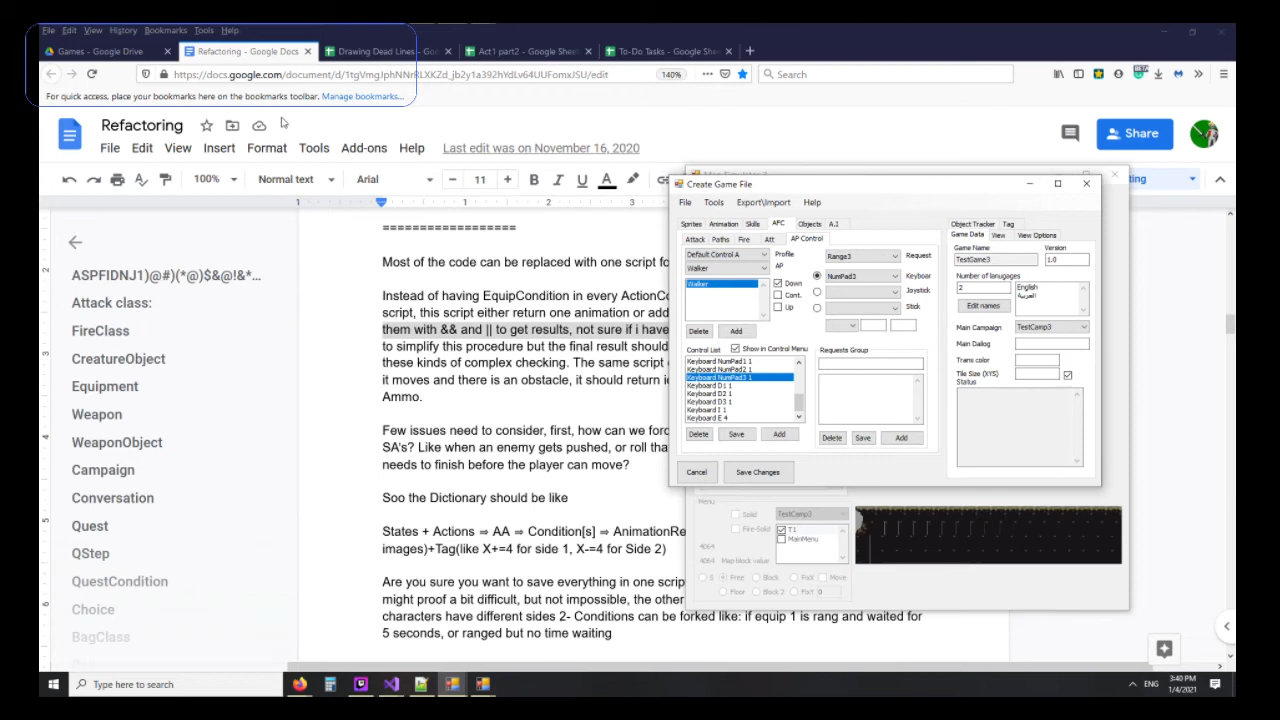 File Edit View History Bookmarks Tools Help
Games - Google Drive
Refactoring - Google Docs
Drawing Dead Lines - Goo
Act1 part2 - Google Sheet
To-Do Tasks - Google Sheet
140%
Search
For quick access, place your bookmarks here on the bookmarks toolbar. Manage bookmarks...
Refactoring
Share
File Edit View Insert Format Tools Add-ons Help Last edit was on November 16, 2020
100% Normal text Arial 11 B I U A
==================
ASPFIDNJ1)@#)(*@)$&@!&*...
Attack class:
FireClass
CreatureObject
Equipment
Weapon
WeaponObject
Campaign
Conversation
Quest
QStep
QuestCondition
Choice
BagClass
Most of the code can be replaced with one script fo
Instead of having EquipCondition in every ActionCo
script, this script either return one animation or add
them with && and || to get results, not sure if i have
to simplify this procedure but the final result should
these kinds of complex checking. The same script
it moves and there is an obstacle, it should return
Ammo.
Few issues need to consider, first, how can we forc
SA's? Like when an enemy gets pushed, or roll tha
needs to finish before the player can move?
Soo the Dictionary should be like
States + Actions ⇒ AA ⇒ Condition[s] ⇒ AnimationRe
images)+Tag(like X+=4 for side 1, X-=4 for Side 2)
Are you sure you want to save everything in one scrip
might proof a bit difficult, but not impossible, the other
characters have different sides 2- Conditions can be forked like: if equip 1 is rang and waited for
5 seconds, or ranged but no time waiting
Create Game File
File Tools Export\Import Help
Sprites Animation Skills AFC Objects A.I
Attack Paths Fire Att AP Control
Default Control A Profile
Walker AP
Walker
Down
Cont.
Up
Range3 Request
NumPad3 Keyboar
Joystick
Stick
Delete Add
Control List Show in Control Menu
Keyboard NumPad1 1
Keyboard NumPad2 1
Keyboard NumPad3 1
Keyboard D1 1
Keyboard D2 1
Keyboard D3 1
Keyboard I 1
Keyboard E 4
Delete Save Add
Requests Group
Delete Save Add
Cancel Save Changes
Object Tracker Tag
Game Data View View Options
Game Name Version
TestGame3 1.0
Number of lanugages
2
English
العربية
Edit names
Main Campaign TestCamp3
Main Dialog
Trans color
Tile Size (XYS)
Status
Menu
Solid TestCamp3
Fire-Solid
T1
MainMenu
4064
4064 Map block value
S Free Block FixX Move
Floor Block 2 FixY 0
Type here to search
ENG
3:40 PM
1/4/2021